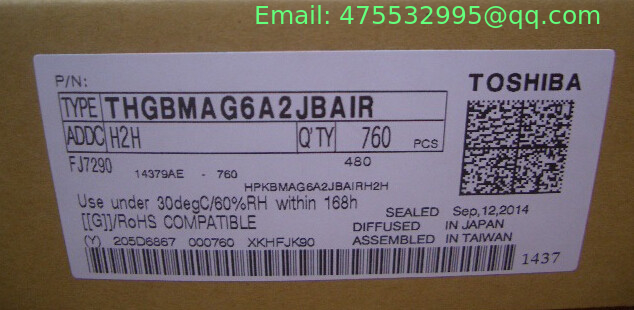 Email: 475532995@qq.com
P/N:
TOSHIBA
TYPE THGBMAG6A2JBAIR
ADDC H2H Q'TY 760 PCS
FJ7290 14379AE - 760 480
HPKBMAG6A2JBAIRH2H
Use under 30degC/60%RH within 168h
SEALED Sep,12,2014
[[G]]/RoHS COMPATIBLE
DIFFUSED IN JAPAN
(Y) 205D6867 000760 XKHFJK90
ASSEMBLED IN TAIWAN
1437